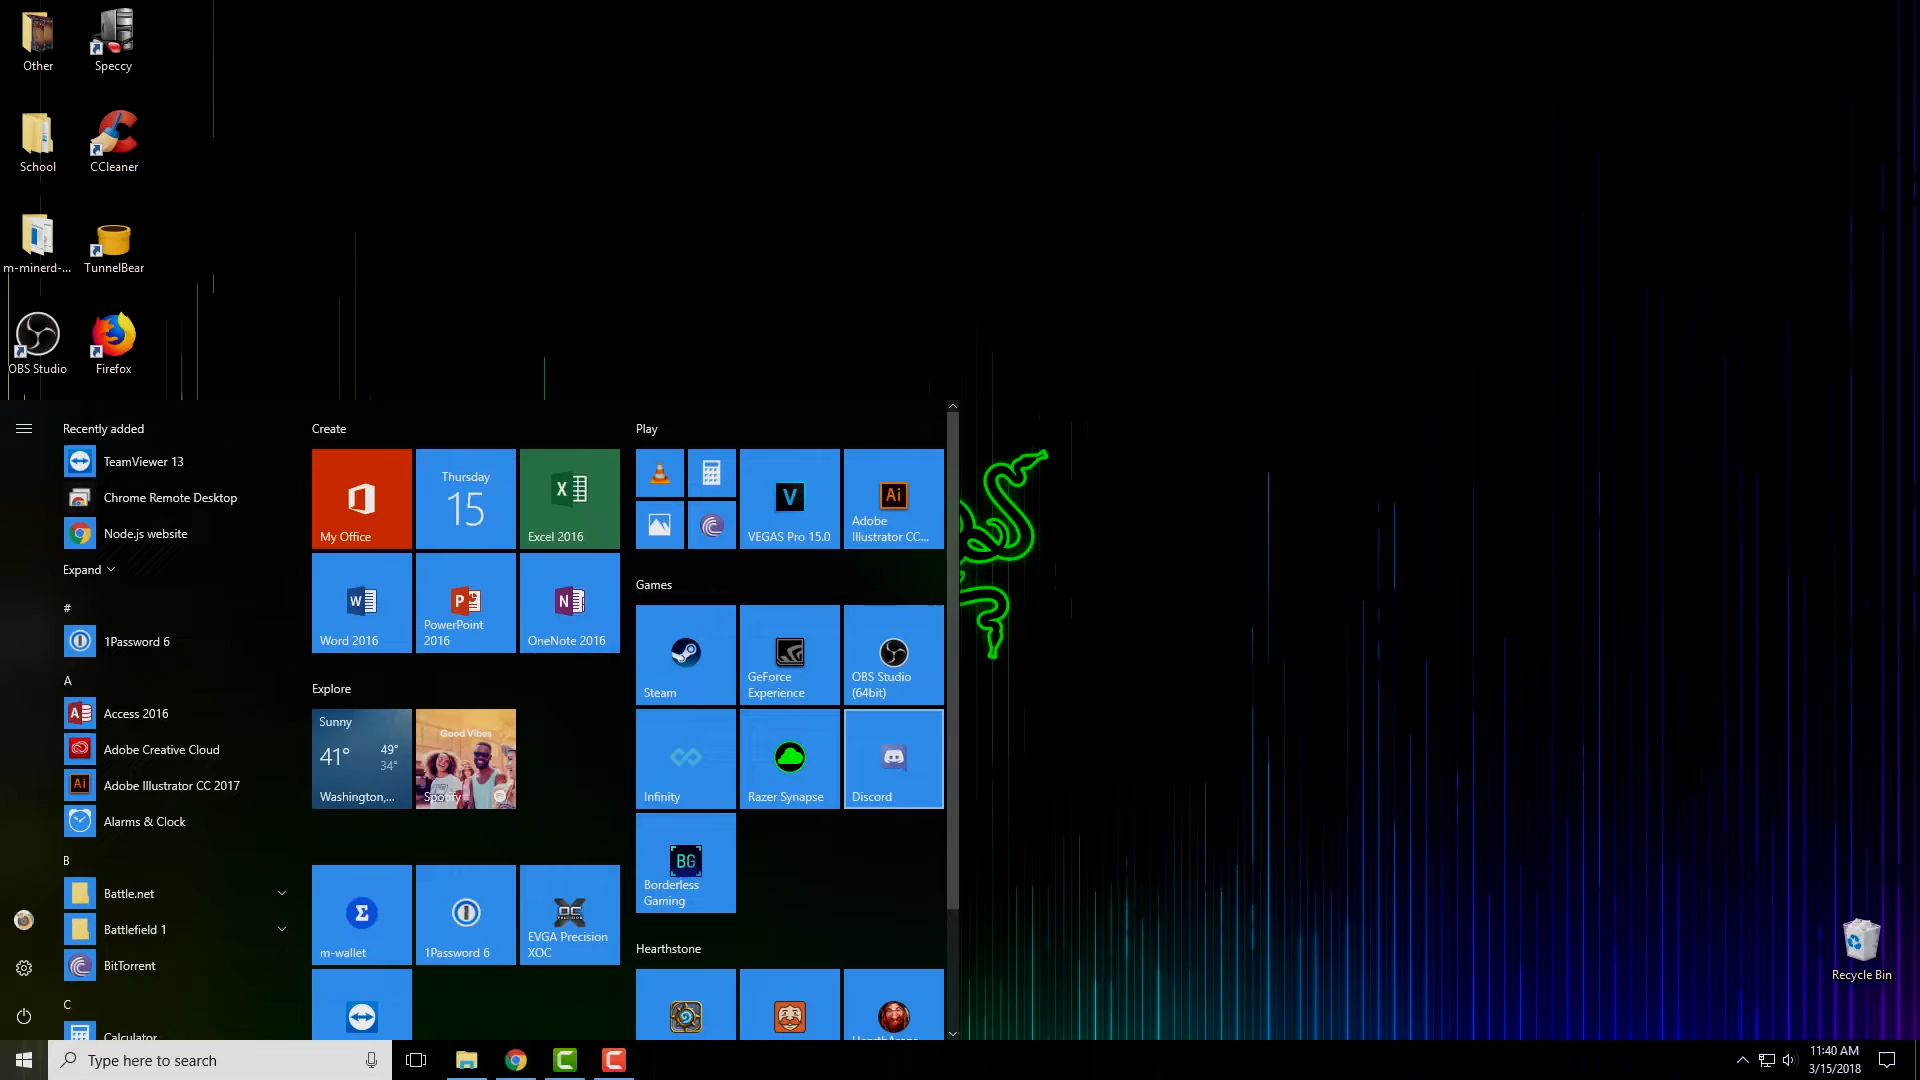 Other
Speccy
School
CCleaner
m-minerd-...
TunnelBear
OBS Studio
Firefox
Recently added
TeamViewer 13
Chrome Remote Desktop
Node.js website
Expand
#
1Password 6
A
Access 2016
Adobe Creative Cloud
Adobe Illustrator CC 2017
Alarms & Clock
B
Battle.net
Battlefield 1
BitTorrent
C
Calculator
Create
My Office
Thursday
15
Excel 2016
Word 2016
PowerPoint
2016
OneNote 2016
Explore
Sunny
41°
49°
34°
Washington,...
Good Vibes
Spotify
m-wallet
1Password 6
EVGA Precision
XOC
Play
VEGAS Pro 15.0
Adobe
Illustrator CC...
Games
Steam
GeForce
Experience
OBS Studio
(64bit)
Infinity
Razer Synapse
Discord
BG
Borderless
Gaming
Hearthstone
Recycle Bin
Type here to search
11:40 AM
3/15/2018